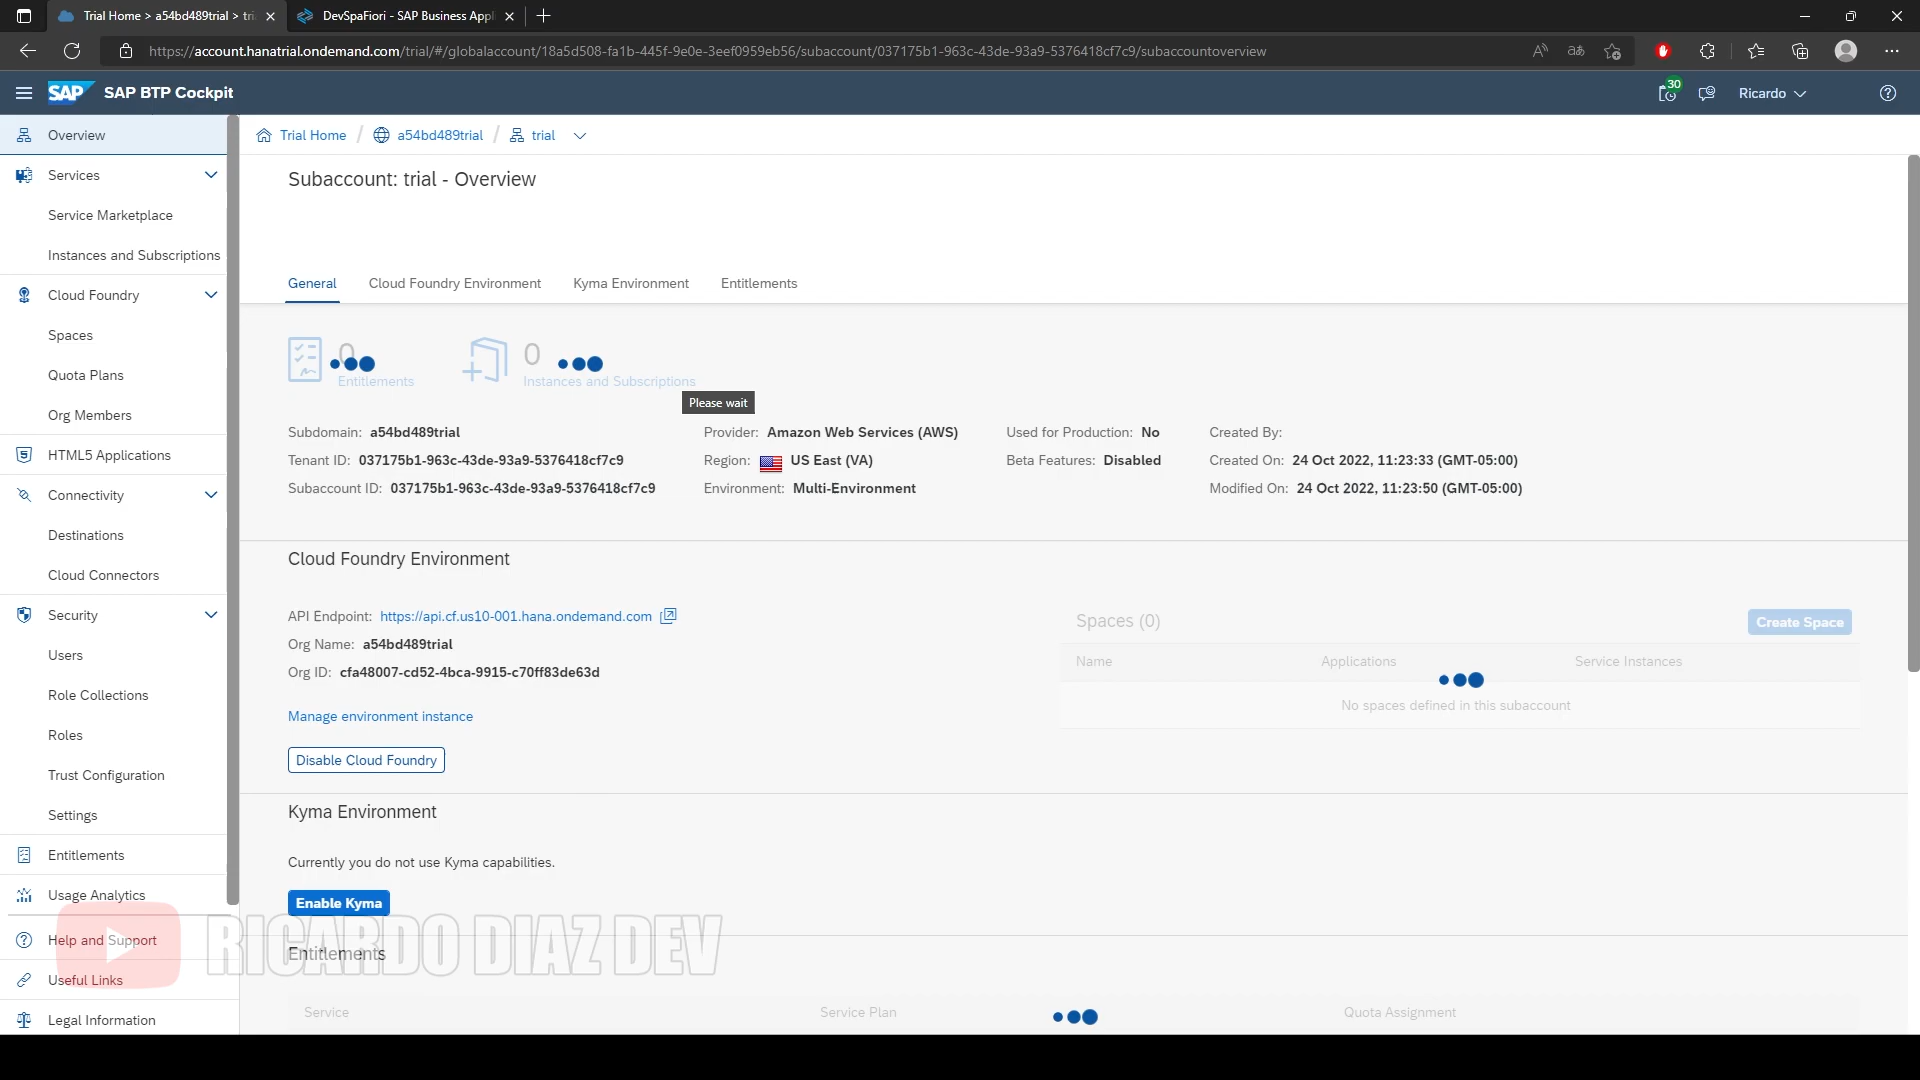 Trial Home > a54bd489trial > tri
DevSpaFiori - SAP Business Appl
https://account.hanatrial.ondemand.com/trial/#/globalaccount/18a5d508-fa1b-445f-9e0e-3eef0959eb56/subaccount/037175b1-963c-43de-93a9-5376418cf7c9/subaccountoverview
SAP SAP BTP Cockpit
30
Ricardo
Overview
Services
Service Marketplace
Instances and Subscriptions
Cloud Foundry
Spaces
Quota Plans
Org Members
HTML5 Applications
Connectivity
Destinations
Cloud Connectors
Security
Users
Role Collections
Roles
Trust Configuration
Settings
Entitlements
Usage Analytics
Help and Support
Useful Links
Legal Information
Trial Home / a54bd489trial / trial
Subaccount: trial - Overview
General Cloud Foundry Environment Kyma Environment Entitlements
0
Entitlements
0
Instances and Subscriptions
Please wait
Subdomain: a54bd489trial
Tenant ID: 037175b1-963c-43de-93a9-5376418cf7c9
Subaccount ID: 037175b1-963c-43de-93a9-5376418cf7c9
Provider: Amazon Web Services (AWS)
Region: US East (VA)
Environment: Multi-Environment
Used for Production: No
Beta Features: Disabled
Created By:
Created On: 24 Oct 2022, 11:23:33 (GMT-05:00)
Modified On: 24 Oct 2022, 11:23:50 (GMT-05:00)
Cloud Foundry Environment
API Endpoint: https://api.cf.us10-001.hana.ondemand.com
Org Name: a54bd489trial
Org ID: cfa48007-cd52-4bca-9915-c70ff83de63d
Manage environment instance
Disable Cloud Foundry
Spaces (0)
Create Space
Name Applications Service Instances
No spaces defined in this subaccount
Kyma Environment
Currently you do not use Kyma capabilities.
Enable Kyma
RICARDO DIAZ DEV
Entitlements
Service Service Plan Quota Assignment